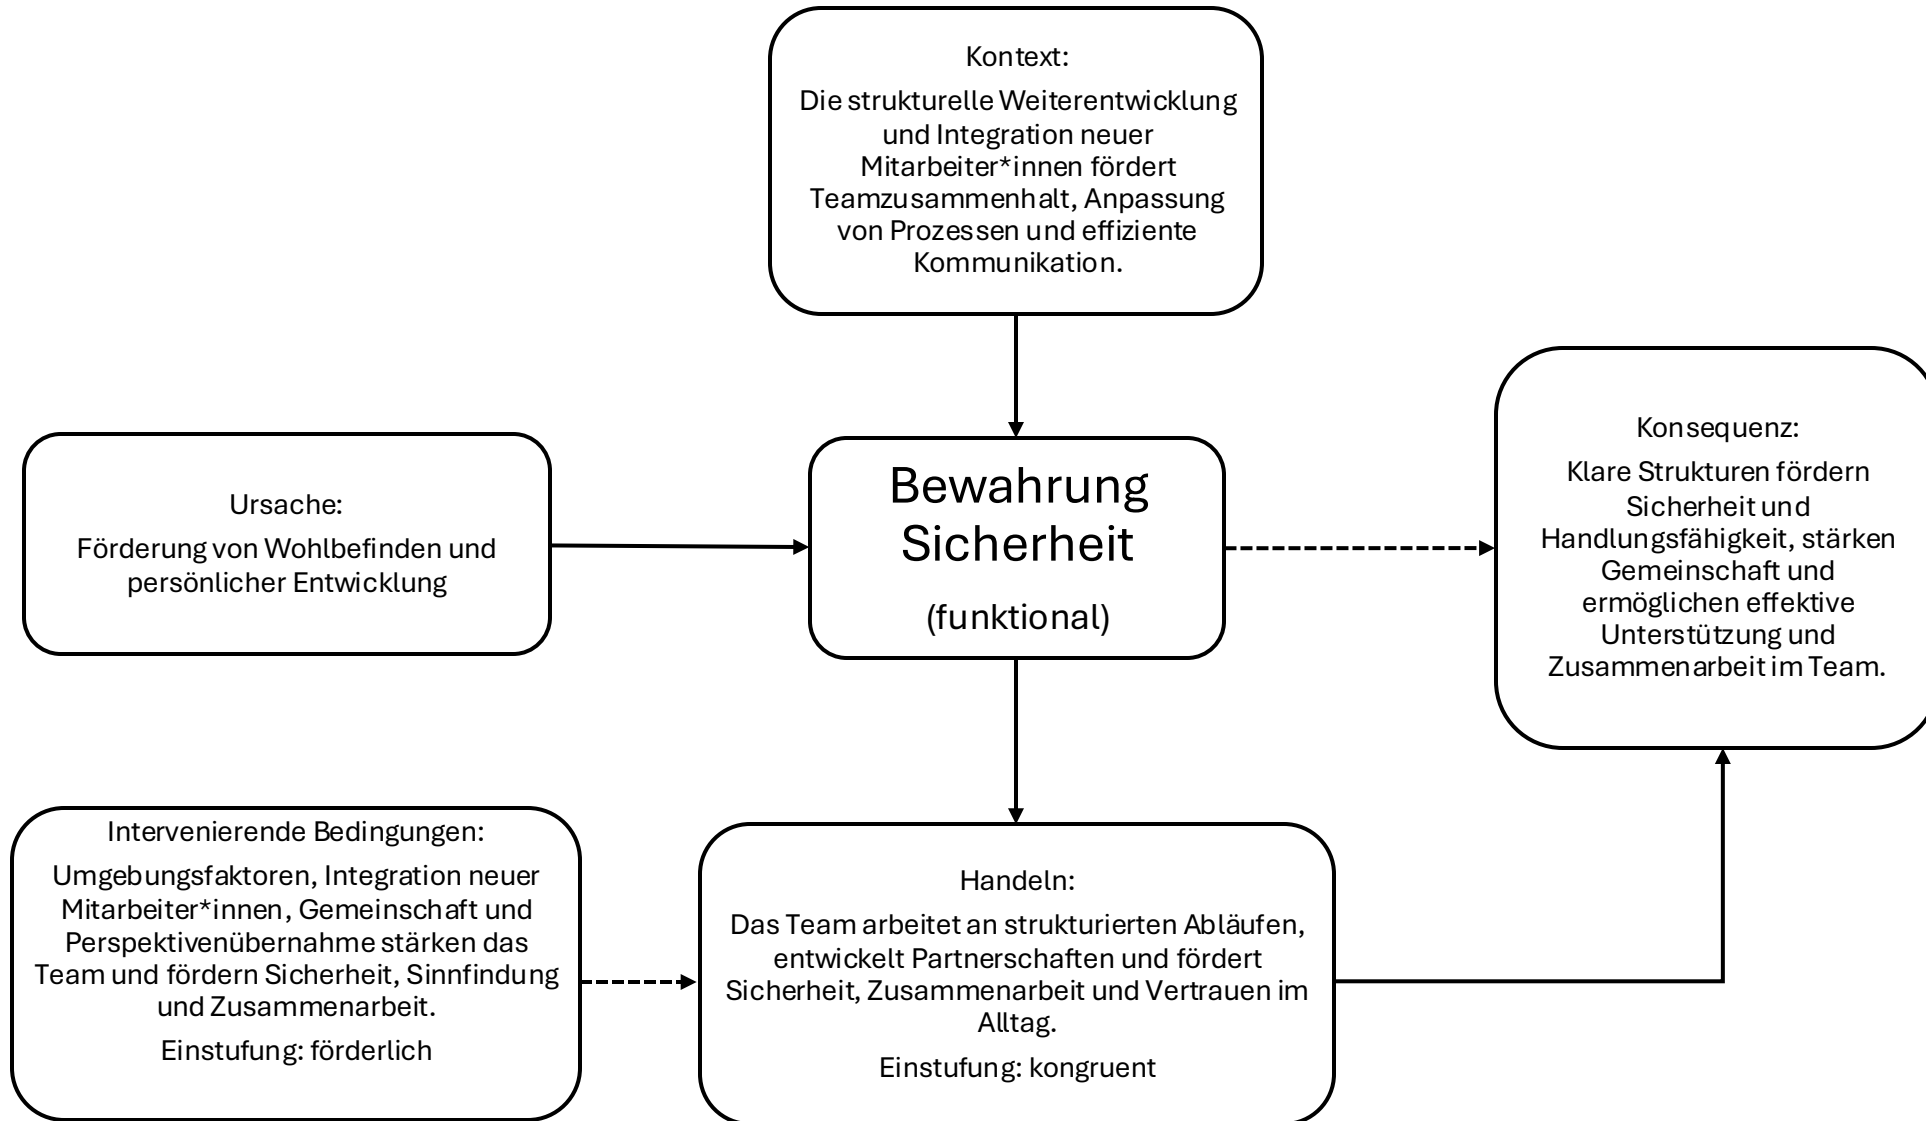 Kontext:
Die strukturelle Weiterentwicklung
und Integration neuer
Mitarbeiter*innen fördert
Teamzusammenhalt, Anpassung
von Prozessen und effiziente
Kommunikation.
Ursache:
Förderung von Wohlbefinden und
persönlicher Entwicklung
Bewahrung
Sicherheit
(funktional)
Konsequenz:
Klare Strukturen fördern
Sicherheit und
Handlungsfähigkeit, stärken
Gemeinschaft und
ermöglichen effektive
Unterstützung und
Zusammenarbeit im Team.
Intervenierende Bedingungen:
Umgebungsfaktoren, Integration neuer
Mitarbeiter*innen, Gemeinschaft und
Perspektivenübernahme stärken das
Team und fördern Sicherheit, Sinnfindung
und Zusammenarbeit.
Einstufung: förderlich
Handeln:
Das Team arbeitet an strukturierten Abläufen,
entwickelt Partnerschaften und fördert
Sicherheit, Zusammenarbeit und Vertrauen im
Alltag.
Einstufung: kongruent